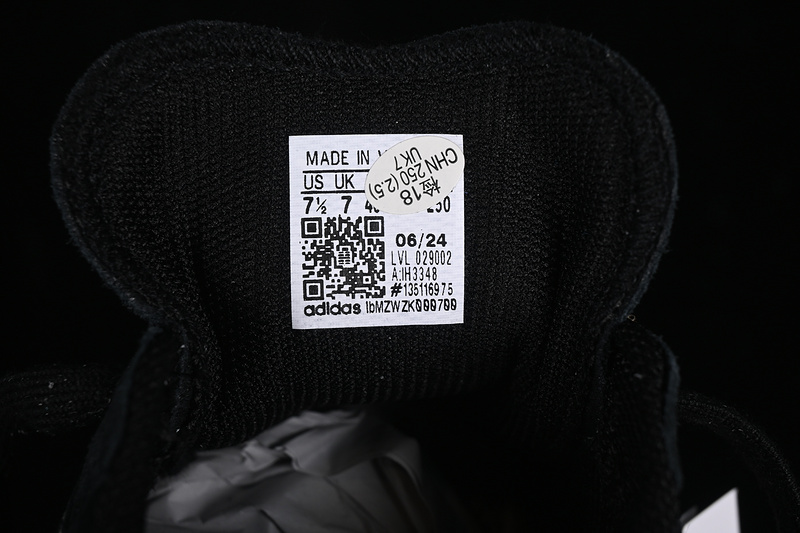 MADE IN
US UK
7½ 7
检18
CHN 250 (2.5)
UK7
06/24
LVL 029002
A:IH3348
#135116975
adidas IbMZWZK000700